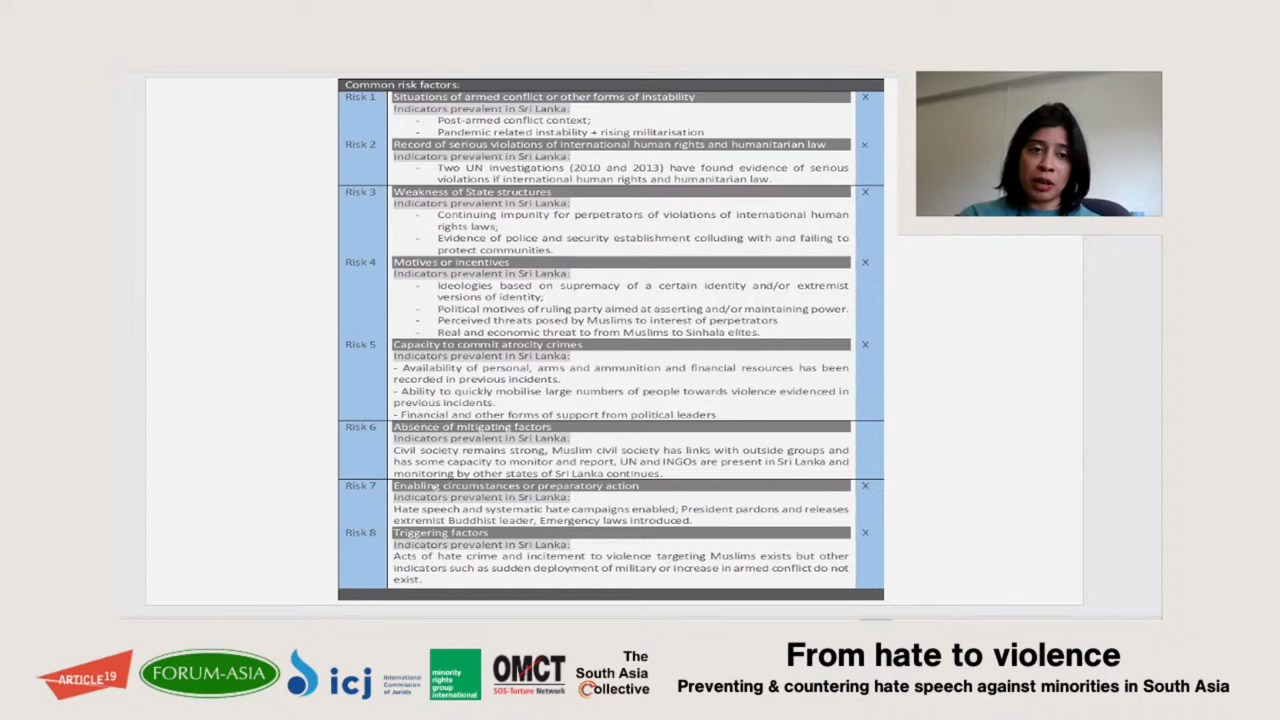 Common risk factors:
Risk 1 Situations of armed conflict or other forms of instability X
Indicators prevalent in Sri Lanka:
- Post-armed conflict context;
- Pandemic related instability + rising militarisation
Risk 2 Record of serious violations of international human rights and humanitarian law x
Indicators prevalent in Sri Lanka:
- Two UN investigations (2010 and 2013) have found evidence of serious
violations if international human rights and humanitarian law.
Risk 3 Weakness of State structures X
Indicators prevalent in Sri Lanka:
- Continuing impunity for perpetrators of violations of international human
rights laws;
- Evidence of police and security establishment colluding with and failing to
protect communities.
Risk 4 Motives or incentives X
Indicators prevalent in Sri Lanka:
- Ideologies based on supremacy of a certain identity and/or extremist
versions of identity;
- Political motives of ruling party aimed at asserting and/or maintaining power.
- Perceived threats posed by Muslims to interest of perpetrators
- Real and economic threat to from Muslims to Sinhala elites.
Risk 5 Capacity to commit atrocity crimes X
Indicators prevalent in Sri Lanka:
- Availability of personal, arms and ammunition and financial resources has been
recorded in previous incidents.
- Ability to quickly mobilise large numbers of people towards violence evidenced in
previous incidents.
- Financial and other forms of support from political leaders
Risk 6 Absence of mitigating factors
Indicators prevalent in Sri Lanka:
Civil society remains strong, Muslim civil society has links with outside groups and
has some capacity to monitor and report, UN and INGOs are present in Sri Lanka and
monitoring by other states of Sri Lanka continues.
Risk 7 Enabling circumstances or preparatory action X
Indicators prevalent in Sri Lanka:
Hate speech and systematic hate campaigns enabled, President pardons and releases
extremist Buddhist leader, Emergency laws introduced.
Risk 8 Triggering factors X
Indicators prevalent in Sri Lanka:
Acts of hate crime and incitement to violence targeting Muslims exists but other
indicators such as sudden deployment of military or increase in armed conflict do not
exist.
ARTICLE 19
FORUM-ASIA
icj International
Commission
of Jurists
minority
rights
group
international
OMCT
SOS-Torture Network
The
South Asia
Collective
From hate to violence
Preventing & countering hate speech against minorities in South Asia